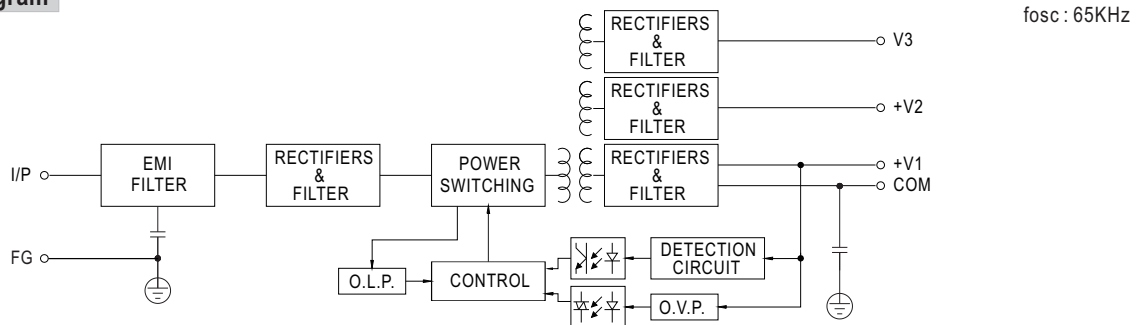 fosc : 65KHz
RECTIFIERS
&
FILTER
V3
RECTIFIERS
&
FILTER
+V2
I/P
EMI
FILTER
RECTIFIERS
&
FILTER
POWER
SWITCHING
RECTIFIERS
&
FILTER
+V1
COM
FG
O.L.P.
CONTROL
DETECTION
CIRCUIT
O.V.P.